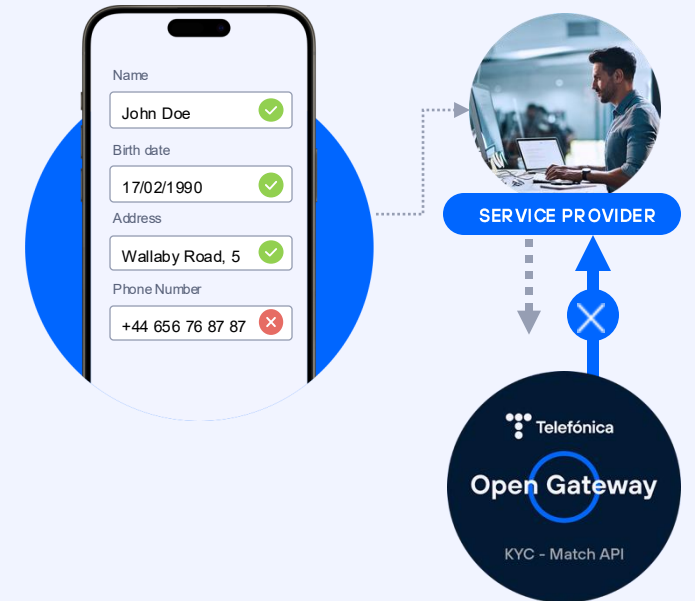 Name
John Doe
Birth date
17/02/1990
Address
Wallaby Road, 5
Phone Number
+44 656 76 87 87
SERVICE PROVIDER
Telefónica
Open Gateway
KYC - Match API